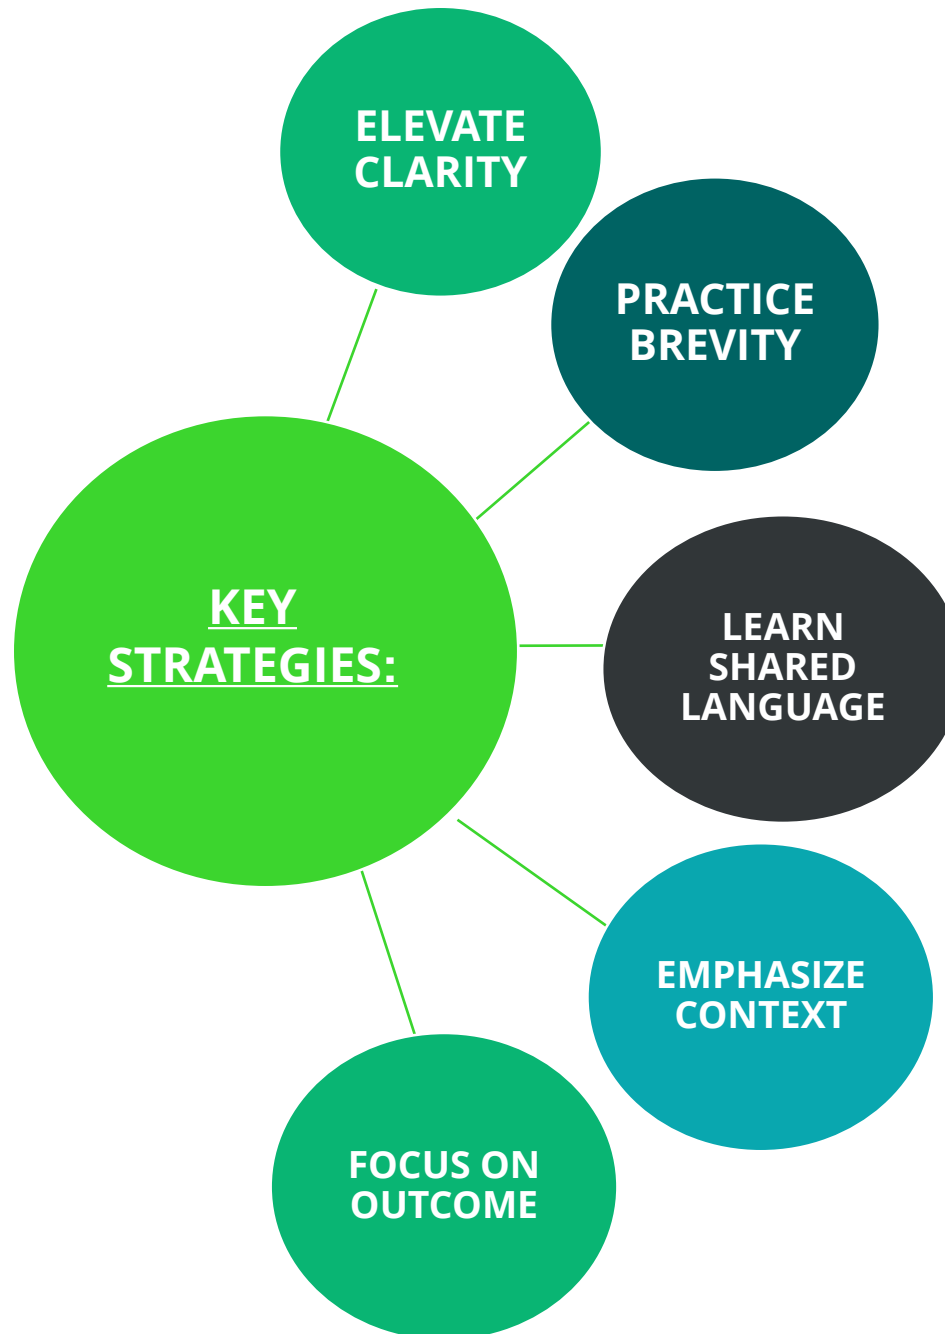 ELEVATE
CLARITY
PRACTICE
BREVITY
KEY
STRATEGIES:
LEARN
SHARED
LANGUAGE
EMPHASIZE
CONTEXT
FOCUS ON
OUTCOME